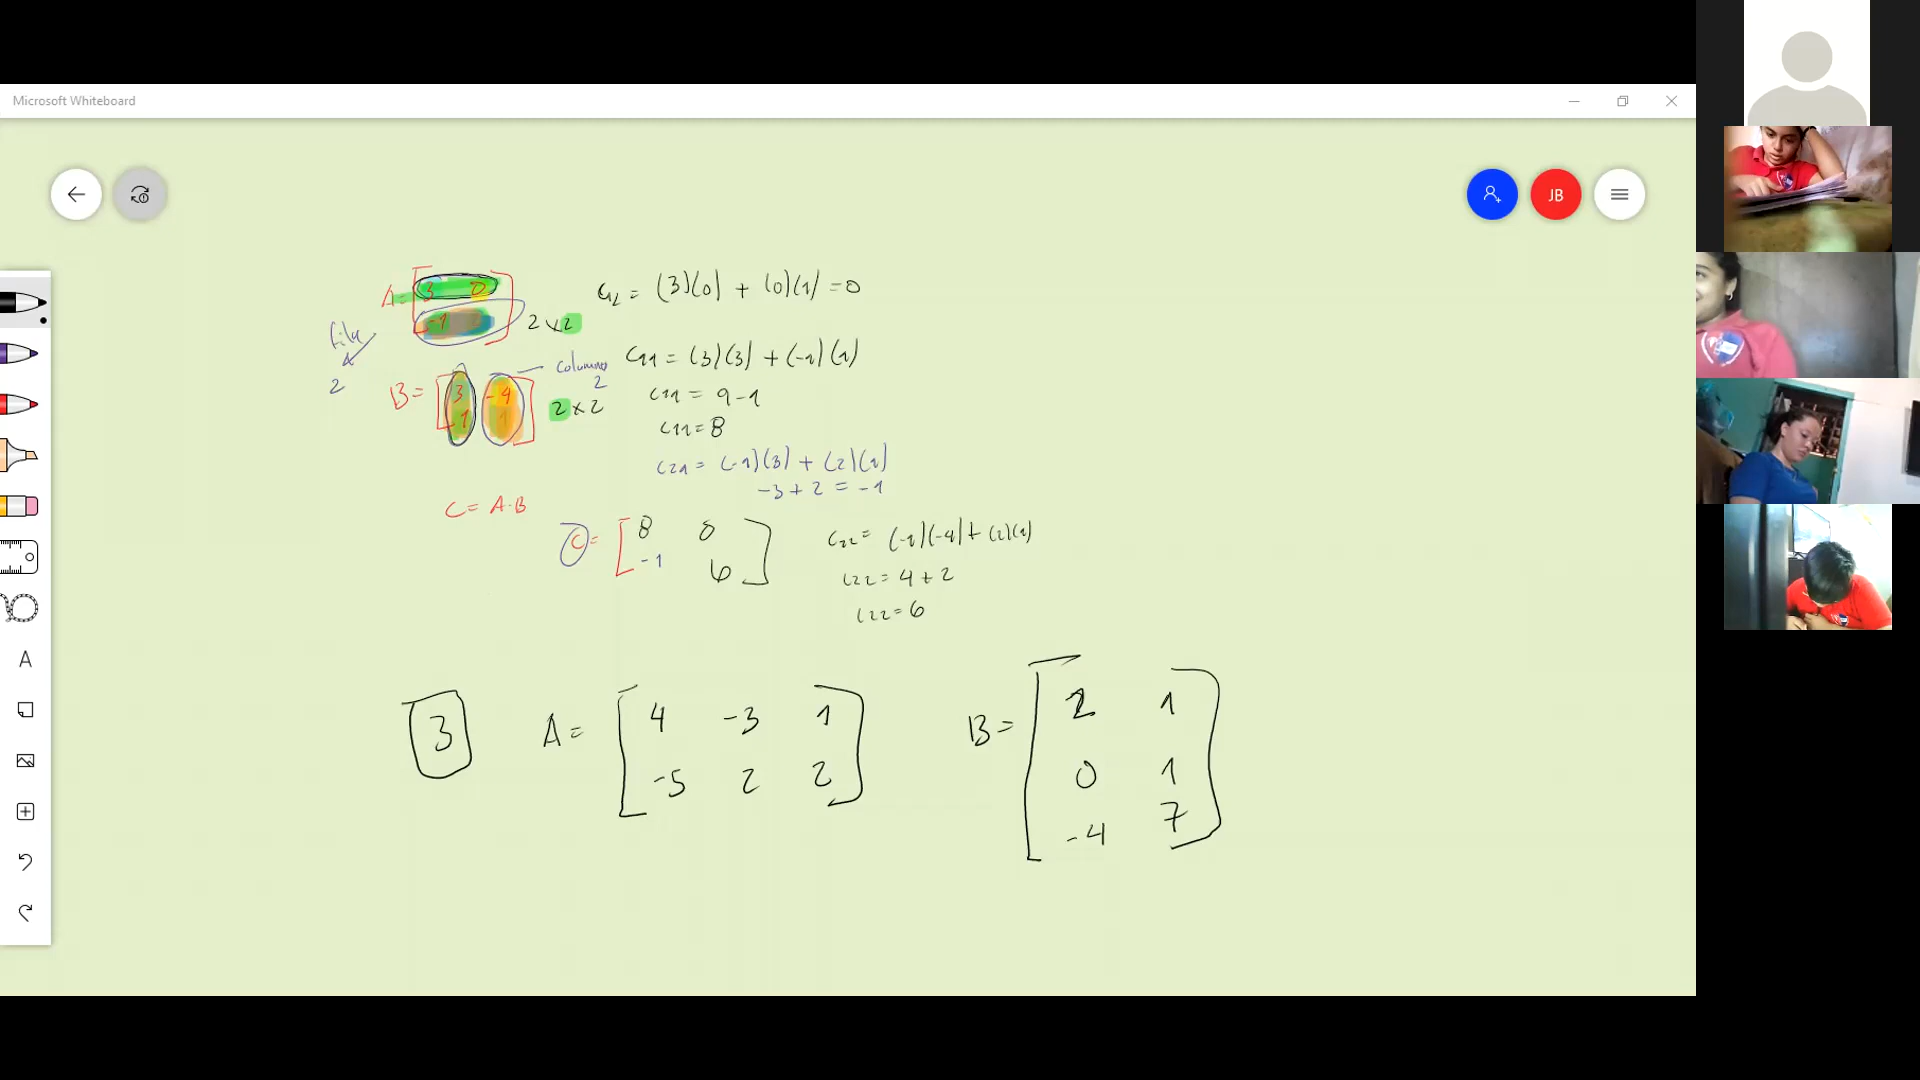 Microsoft Whiteboard
JB
A= 3 0
-1
2 x 2
fila
2
B= 3 -4
1 1
2 x 2
columna
2
C = A·B
C12 = (3)(0) + (0)(1) = 0
C11 = (3)(3) + (-1)(1)
C11 = 9-1
C11 = 8
C21 = (-1)(3) + (2)(1)
-3+2 = -1
C= 8 0
-1 6
C22 = (-1)(-4)+(2)(1)
C22 = 4+2
C22 = 6
3
A= 4 -3 1
-5 2 2
B= 2 1
0 1
-4 7
A